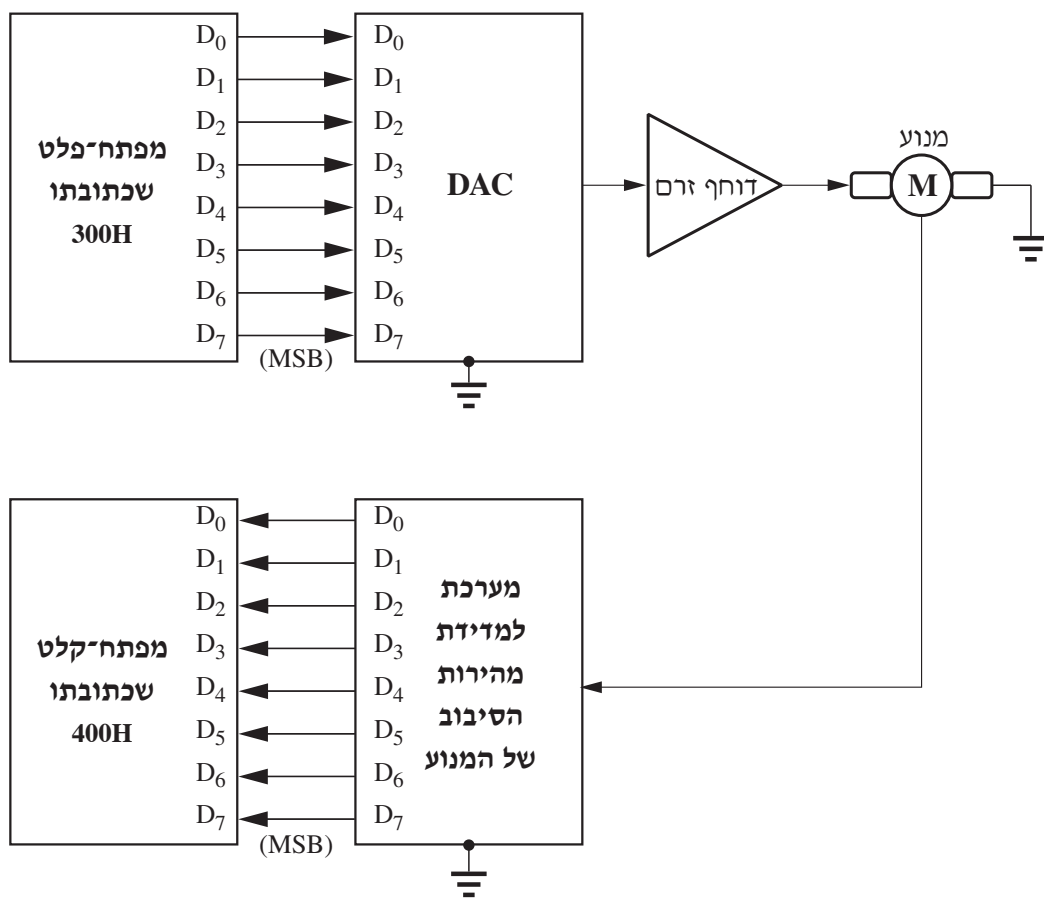 D0 D0
D1 D1
D2 D2
D3 D3
D4 D4
D5 D5
D6 D6
D7 D7
(MSB)
מפתח־פלט
שכתובתו
300H
DAC
דוחף זרם
מנוע
M
D0 D0
D1 D1
D2 D2
D3 D3
D4 D4
D5 D5
D6 D6
D7 D7
(MSB)
מפתח־קלט
שכתובתו
400H
מערכת
למדידת
מהירות
הסיבוב
של המנוע